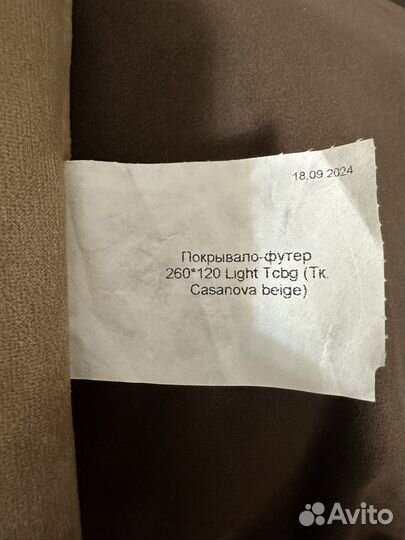 18.09.2024
Покрывало-футер
260*120 Light Tcbg (Тк.
Casanova beige)
Avito